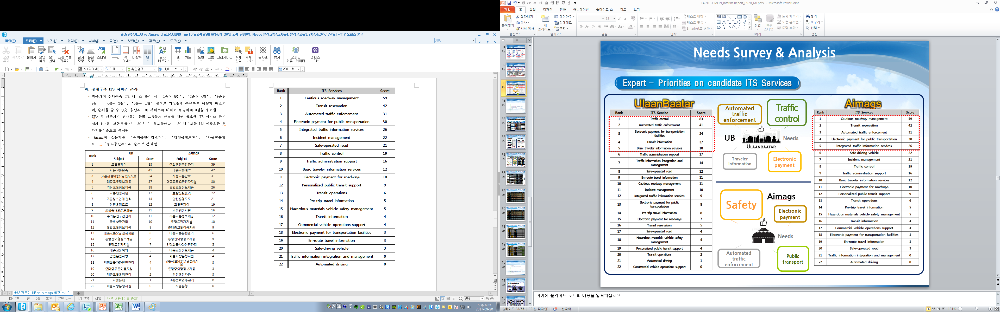 ★65 전문가_UB vs Aimags 비교_MJ_0919.hwp [D:₩과제₩2017₩몽골ITS₩8, 과제 진행₩1, Needs 분석_설문조사₩4, 분석결과₩3, 전문가_3차_17만₩] - 한컴오피스 한글
파일(F) 편집(E) 보기(U) 입력(D) 서식(J) 쪽(W) 보안(R) 검토(H) 도구(K)
3105
오려 두기 복사하기 붙이기 모양 복사 모두 선택 조판 부호 지우기 글자 모양 문단 모양 스타일 쪽 여백 바탕쪽 단 글자 바꾸기 표 차트 도형 그림 그리기마당 개체 선택 개체 보호 문자표 찾기 오피스 커뮤니케이터 넷피스 24
대표 휴먼명조 11.0 pt 가 가 가 가 가 200 %
마. 장래구축 ITS 서비스 조사
◦ 전문가의 장래구축 ITS 서비스 분석 시 '1순위 5점', '2순위 4점', '3순위
3점', '4순위 2점', '5순위 1점' 순으로 가산점을 부여하여 계량화 하였으
며, 순위를 알 수 없는 응답의 5개 서비스에 대하여 동일하게 3점을 부여함
◦ UB시의 전문가가 생각하는 몽골 교통문제 해결을 위해 필요한 ITS 서비스 분석
결과 1순위 '교통류제어', 2순위 '자동교통단속', 3순위 '교통시설 이용요금 전
자지불' 순으로 분석됨
◦ Aiamg의 전문가는 '주의운전구간관리', '안전운행도로', '자동교통단
속', '자동교통단속' 의 순서로 분석됨
Rank UB Aimags
Subject Score Subject Score
1 교통류제어 83 주의운전구간관리 59
2 자동교통단속 41 대중교통예약 42
3 교통시설이용요금전자지불 24 자동교통단속 31
4 대중교통정보제공 37 대중교통요금전자지불 30
5 기본교통정보제공 18 통합교통정보제공 26
6 교통행정지원 17 돌발상황관리 22
7 교통정보연계·관리 14 안전운행도로 21
8 안전운행도로 12 교통류제어 19
9 통행중여행정보제공 11 교통행정지원 16
10 주의운전구간관리 11 기본교통정보제공 12
11 돌발상황관리 10 통행료전자지불 10
12 통합교통정보제공 9 준대중교통이용지원 9
13 대중교통요금전자지불 8 대중교통운행관리 6
14 통행전여행정보제공 8 통행전여행정보제공 5
15 통행료전자지불 7 위험화물차량안전관리 5
16 대중교통예약 5 대중교통정보제공 4
17 안전운전차량 4 화물차량운행지원 4
18 위험화물차량안전관리 4 교통시설이용요금전자지불 3
19 준대중교통이용지원 4 통행중여행정보제공 3
20 대중교통운행관리 2 안전운전차량 3
21 자율운행 1 교통정보연계·관리 0
22 화물차량운행지원 0 자율운행 0
Rank ITS Services Score
1 Cautious roadway management 59
2 Transit reservation 42
3 Automated traffic enforcement 31
4 Electronic payment for public transportation 30
5 Integrated traffic information services 26
6 Incident management 22
7 Safe-operated road 21
8 Traffic control 19
9 Traffic administration support 16
10 Basic traveler information services 12
11 Electronic payment for roadways 10
12 Personalized public transit support 9
13 Transit operations 6
14 Pre-trip travel information 5
15 Hazardous materials vehicle safety management 5
16 Transit information 4
17 Commercial vehicle operations support 4
18 Electronic payment for transportation facilities 3
19 En-route travel information 3
20 Safe-driving vehicle 3
21 Traffic information integration and management 0
22 Automated driving 0
★65 전문가_UB vs Aimags 비교_MJ_0...
13/17쪽 1단 7줄 30칸 문단 나눔 1/1 구역 삽입 변경 내용 [기록 중지] 90%
오후 6:35
2017-09-20
TA-9131 MON_Interim Report_0920_MJ.pptx - Microsoft PowerPoint
파일 홈 삽입 디자인 전환 애니메이션 슬라이드 쇼 검토 보기
붙여넣기 잘라내기 복사 서식 복사 새 슬라이드 레이아웃 원래대로 구역 11 텍스트 방향 텍스트 맞춤 SmartArt로 변환 정렬 빠른 스타일 도형 채우기 도형 윤곽선 도형 효과 찾기 바꾸기 선택
클립보드 슬라이드 글꼴 단락 그리기 편집
31
32
33
34
35
36
37
38
39
40
41
42
43
44
45
Needs Survey & Analysis
Expert - Priorities on candidate ITS Services
UlaanBaatar
Rank ITS Service Score
1 Traffic control 83
2 Automated traffic enforcement 41
3 Electronic payment for transportation facilities 24
4 Transit information 37
5 Basic traveler information services 18
6 Traffic administration support 17
7 Traffic information integration and management 14
8 Safe-operated road 12
9 En-route travel information 11
10 Cautious roadway management 11
11 Incident management 10
12 Integrated traffic information services 9
13 Electronic payment for public transportation 8
14 Pre-trip travel information 8
15 Electronic payment for roadways 7
16 Transit reservation 5
17 Safe-operated road 4
18 Hazardous materials vehicle safety management 4
19 Personalized public transit support 4
20 Transit operations 2
21 Automated driving 1
22 Commercial vehicle operations support 0
Automated
traffic
enforcement
Traffic
control
UB
ULAANBAATAR
Needs
Traveler
information
Electronic
payment
Safety
Aimags
Electronic
payment
Needs
Automated
traffic
enforcement
Public
transport
Aimags
Rank ITS Services Score
1 Cautious roadway management 59
2 Transit reservation 42
3 Automated traffic enforcement 31
4 Electronic payment for public transportation 30
5 Integrated traffic information services 26
6 Safe-driving vehicle 22
7 Incident management 21
8 Traffic control 19
9 Traffic administration support 16
10 Basic traveler information services 12
11 Electronic payment for roadways 10
12 Personalized public transit support 9
13 Transit operations 6
14 Pre-trip travel information 5
15 Hazardous materials vehicle safety management 5
16 Transit information 4
17 Commercial vehicle operations support 4
18 Electronic payment for transportation facilities 3
19 En-route travel information 3
20 Safe-operated road 3
21 Traffic information integration and management 0
22 Automated driving 0
여기에 슬라이드 노트의 내용을 입력하십시오
슬라이드 33/55 "기본 디자인" 한국어 131%